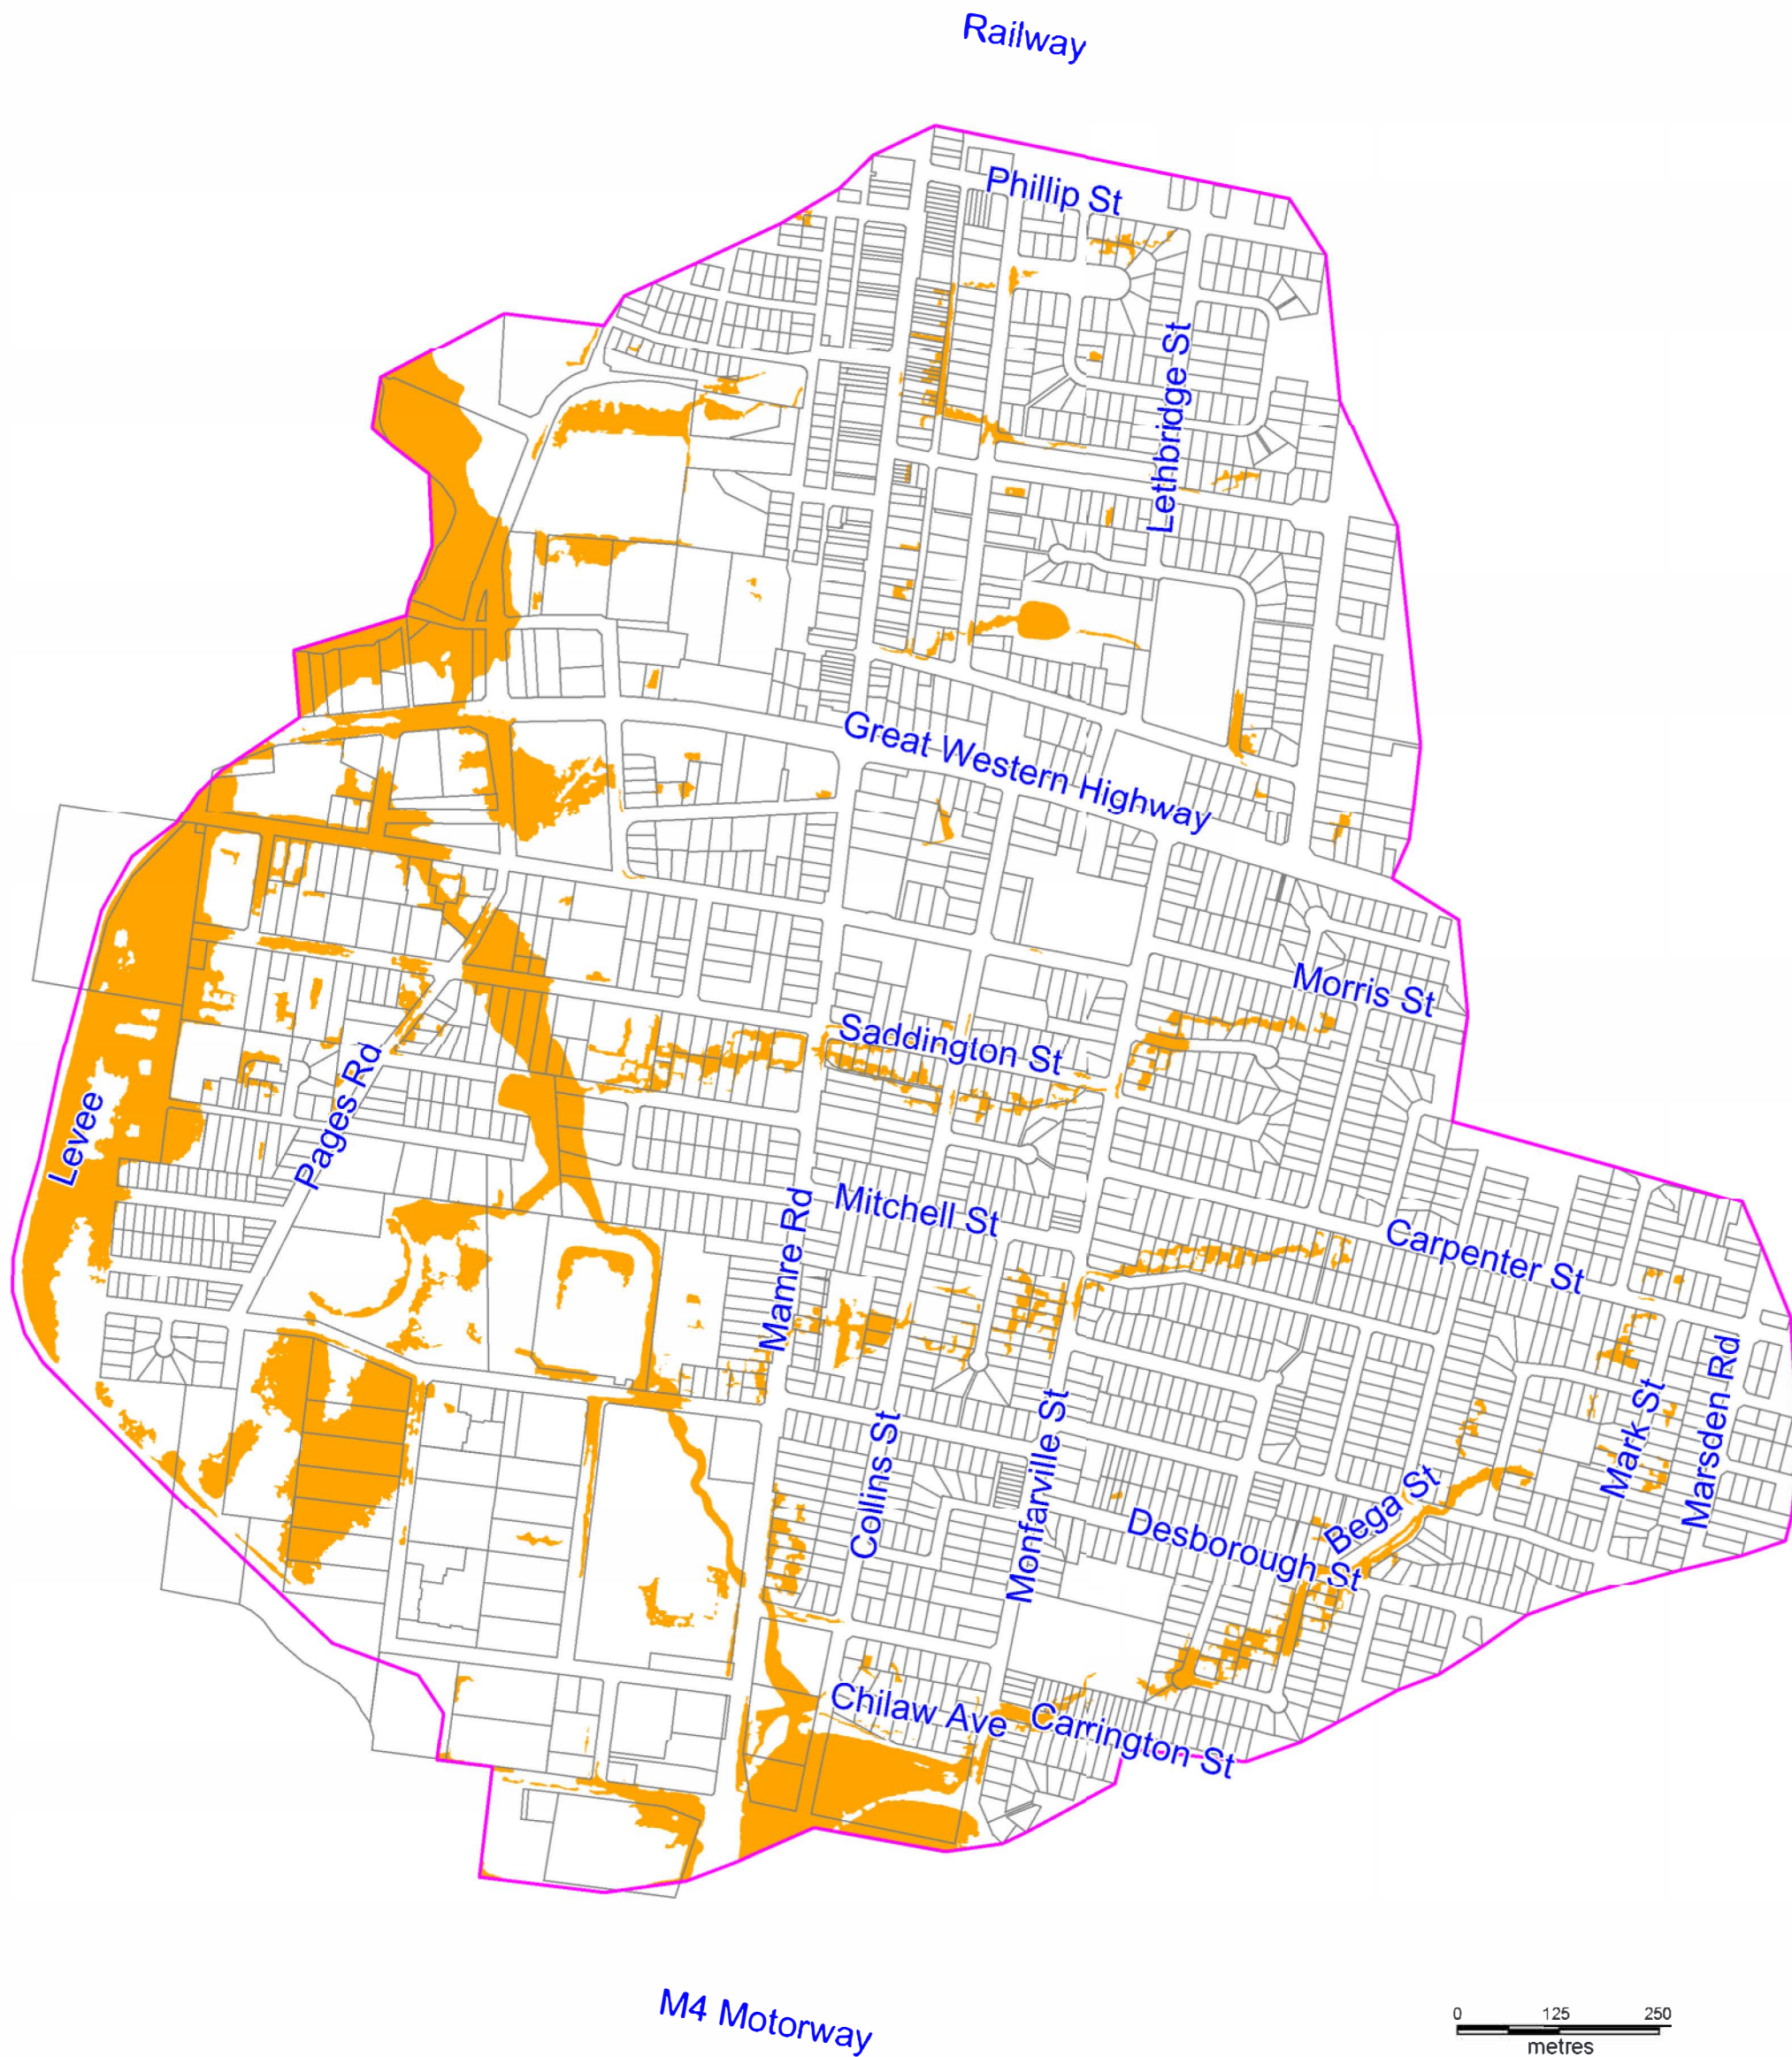 Railway
Phillip St
Lethbridge St
Great Western Highway
Morris St
Saddington St
Pages Rd
Levee
Mitchell St
Mamre Rd
Carpenter St
Mark St
Marsden Rd
Collins St
Monfarville St
Bega St
Desborough St
Chilaw Ave
Carrington St
M4 Motorway
0 125 250
metres